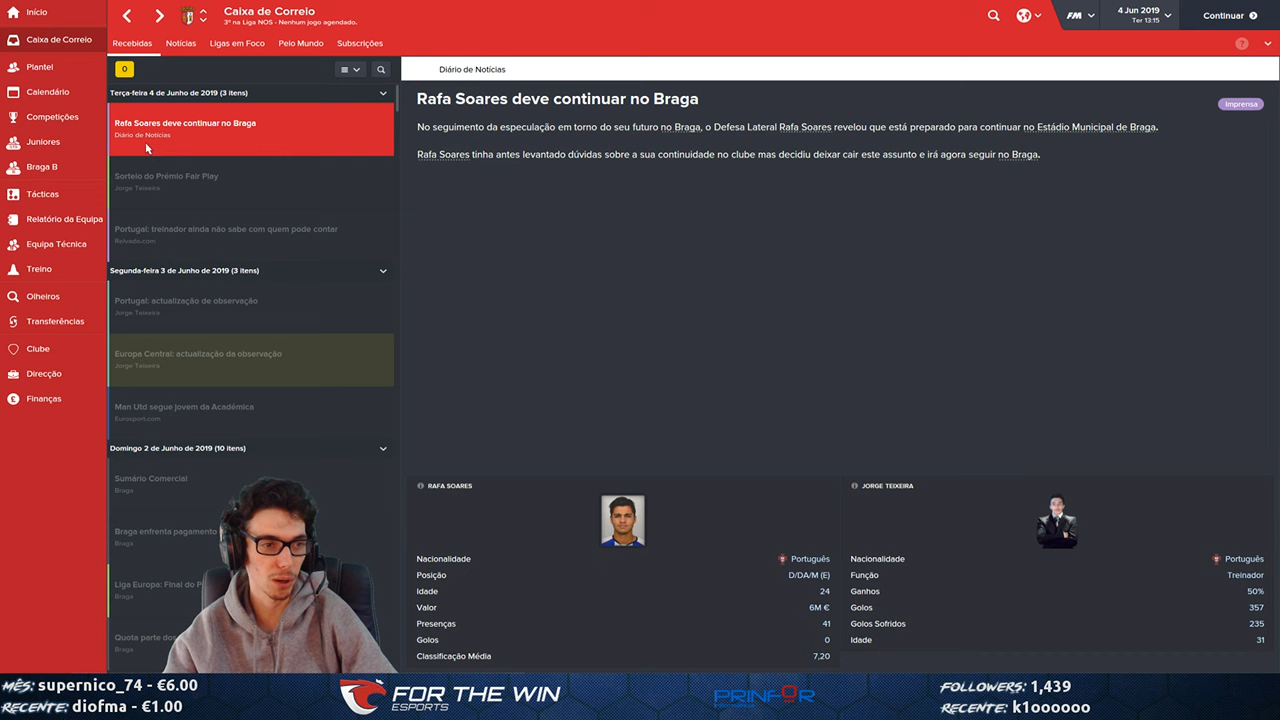 Início
Caixa de Correio
Plantel
Calendário
Competições
Juniores
Braga B
Tácticas
Relatório da Equipa
Equipa Técnica
Treino
Olheiros
Transferências
Clube
Direcção
Finanças
Caixa de Correio
3º na Liga NOS - Nenhum jogo agendado.
FM
4 Jun 2019
Ter 13:15
Continuar
Recebidas
Notícias
Ligas em Foco
Pelo Mundo
Subscrições
0
Terça-feira 4 de Junho de 2019 (3 itens)
Rafa Soares deve continuar no Braga
Diário de Notícias
Sorteio do Prémio Fair Play
Jorge Teixeira
Portugal: treinador ainda não sabe com quem pode contar
Relvado.com
Segunda-feira 3 de Junho de 2019 (3 itens)
Portugal: actualização de observação
Jorge Teixeira
Europa Central: actualização da observação
Jorge Teixeira
Man Utd segue jovem da Académica
Eurosport.com
Domingo 2 de Junho de 2019 (10 itens)
Sumário Comercial
Braga
Braga enfrenta pagamento
Braga
Liga Europa: Final do P
Braga
Quota parte dos
Braga
Diário de Notícias
Rafa Soares deve continuar no Braga
Imprensa
No seguimento da especulação em torno do seu futuro no Braga, o Defesa Lateral Rafa Soares revelou que está preparado para continuar no Estádio Municipal de Braga.
Rafa Soares tinha antes levantado dúvidas sobre a sua continuidade no clube mas decidiu deixar cair este assunto e irá agora seguir no Braga.
RAFA SOARES
Nacionalidade Português
Posição D/DA/M (E)
Idade 24
Valor 6M €
Presenças 41
Golos 0
Classificação Média 7,20
JORGE TEIXEIRA
Nacionalidade Português
Função Treinador
Ganhos 50%
Golos 357
Golos Sofridos 235
Idade 31
MÊS: supernico_74 - €6.00
RECENTE: diofma - €1.00
FOR THE WIN
ESPORTS
PRINFOR
FOLLOWERS: 1,439
RECENTE: k1oooooo